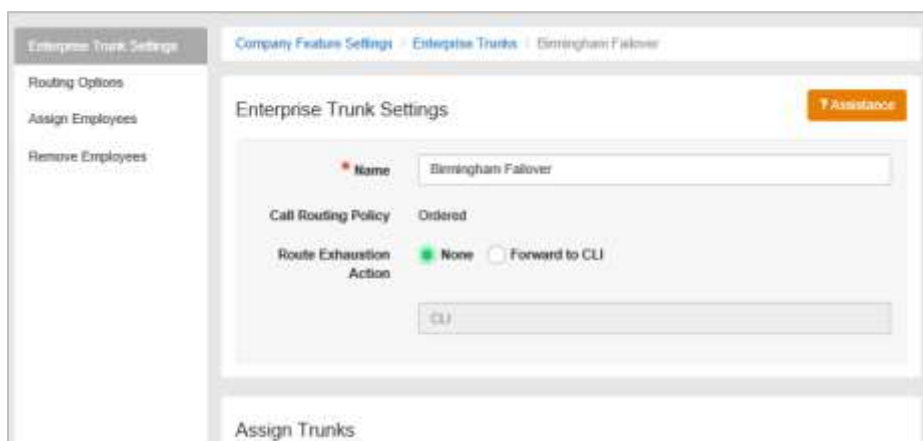 Enterprise Trunk Settings
Company Feature Settings / Enterprise Trunks / Birmingham Failover
Routing Options
Assign Employees
Remove Employees
Enterprise Trunk Settings
? Assistance
* Name
Birmingham Failover
Call Routing Policy
Ordered
Route Exhaustion
Action
None
Forward to CLI
CLI
Assign Trunks